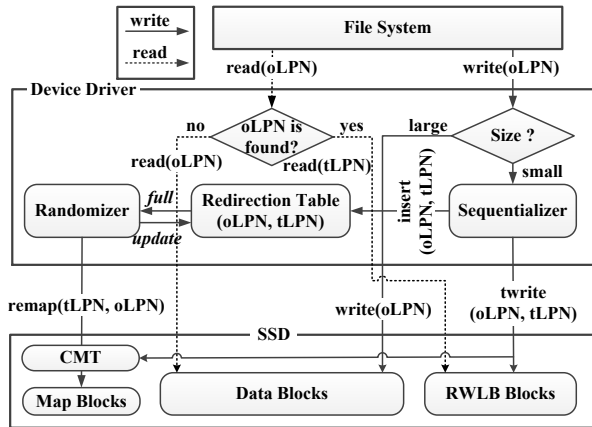 write
read
File System
read(oLPN)
write(oLPN)
Device Driver
no
oLPN is
found?
yes
large
Size ?
read(oLPN)
read(tLPN)
small
Randomizer
full
update
Redirection Table
(oLPN, tLPN)
insert
(oLPN, tLPN)
Sequentializer
remap(tLPN, oLPN)
write(oLPN)
twrite
(oLPN, tLPN)
SSD
CMT
Map Blocks
Data Blocks
RWLB Blocks